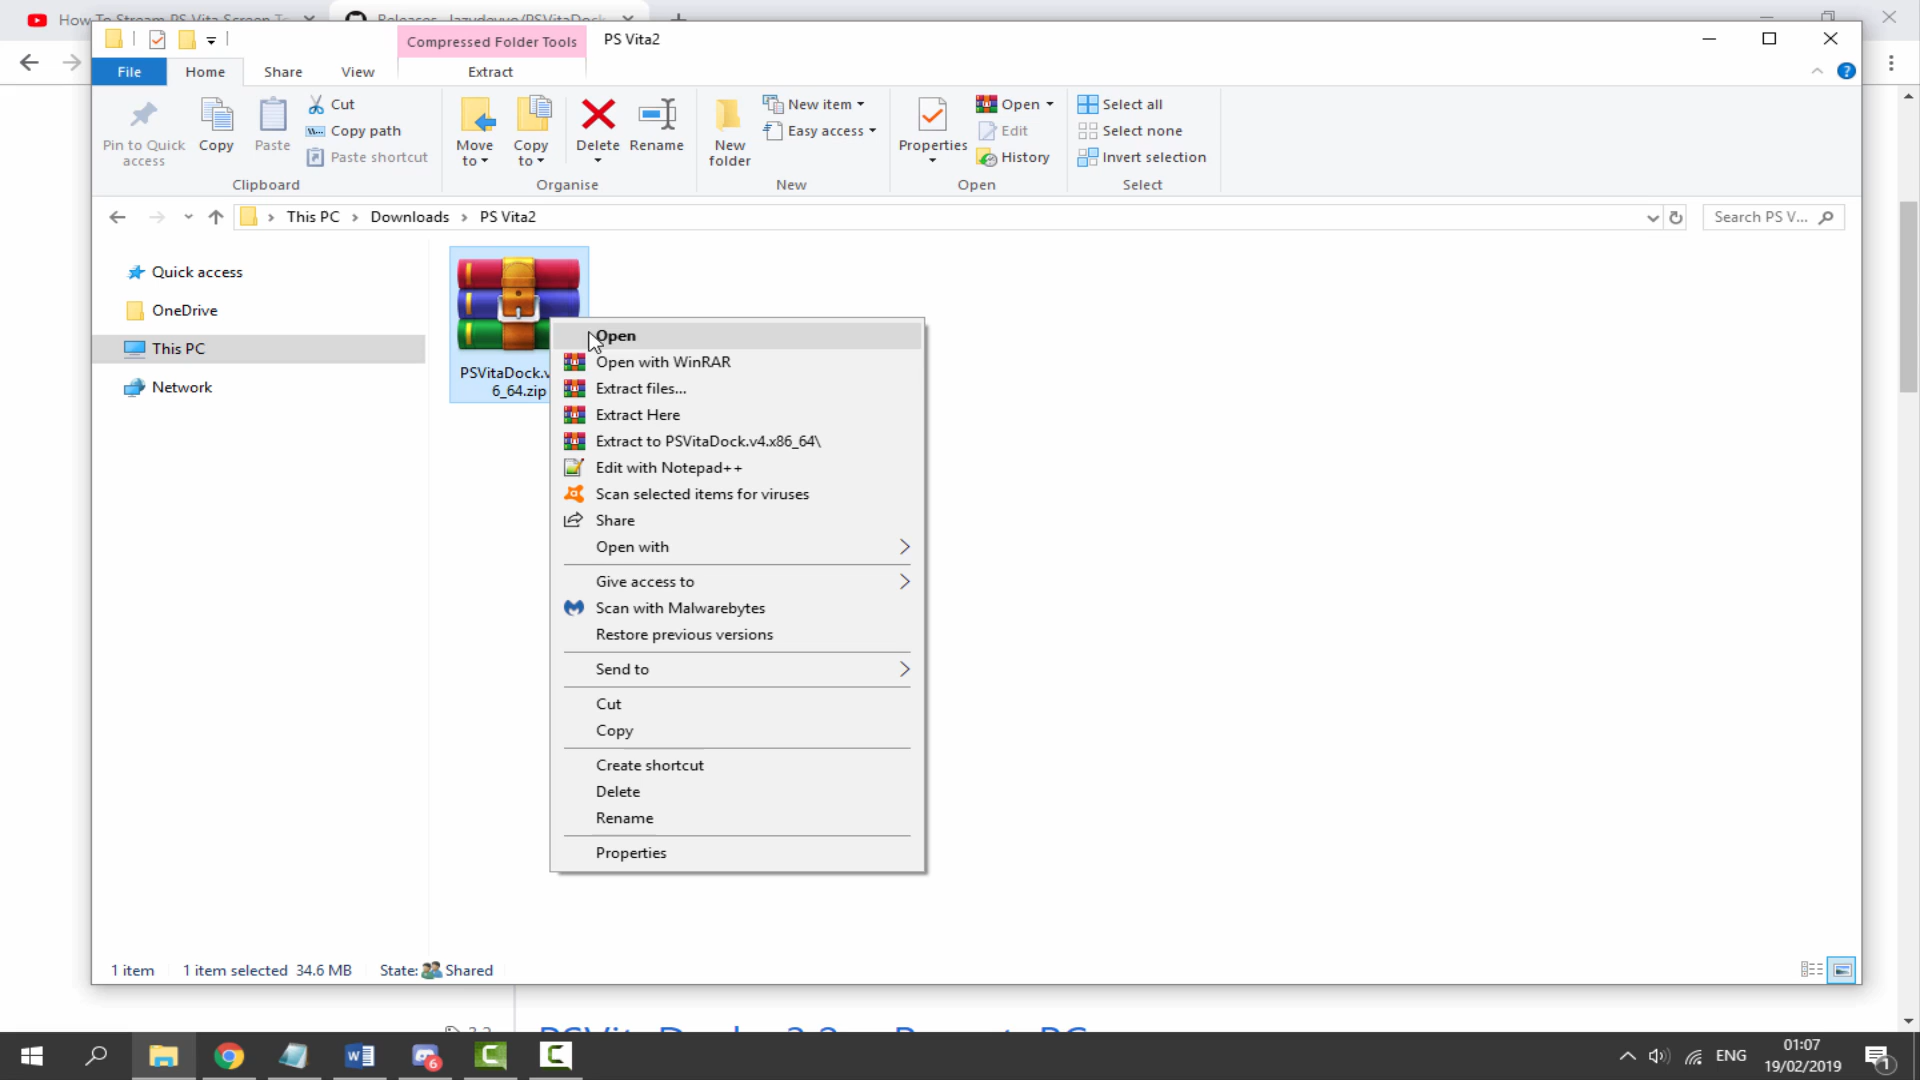 Compressed Folder Tools
PS Vita2
File
Home
Share
View
Extract
Pin to Quick
access
Copy
Paste
Cut
Copy path
Paste shortcut
Clipboard
Move
to
Copy
to
Delete
Rename
Organise
New
folder
New item
Easy access
New
Properties
Open
Edit
History
Open
Select all
Select none
Invert selection
Select
This PC
Downloads
PS Vita2
Search PS V...
Quick access
OneDrive
This PC
Network
PSVitaDock.v
6_64.zip
Open
Open with WinRAR
Extract files...
Extract Here
Extract to PSVitaDock.v4.x86_64\
Edit with Notepad++
Scan selected items for viruses
Share
Open with
Give access to
Scan with Malwarebytes
Restore previous versions
Send to
Cut
Copy
Create shortcut
Delete
Rename
Properties
1 item
1 item selected 34.6 MB
State: Shared
ENG
01:07
19/02/2019
6
1